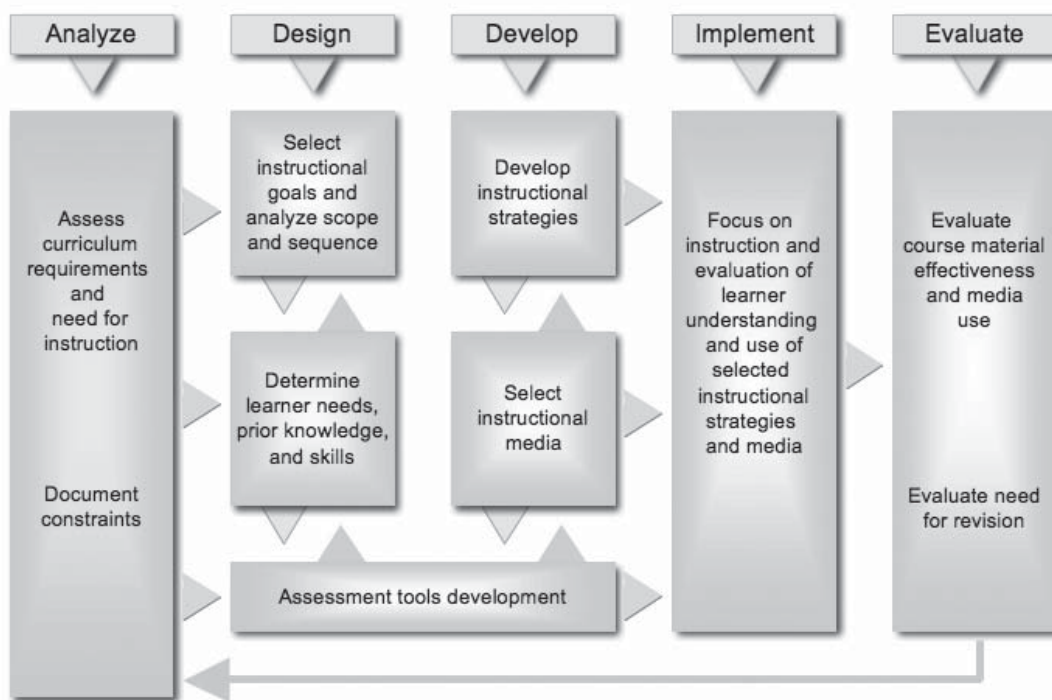 Analyze
Design
Develop
Implement
Evaluate
Assess
curriculum
requirements
and
need for
instruction
Document
constraints
Select
instructional
goals and
analyze scope
and sequence
Determine
learner needs,
prior knowledge,
and skills
Develop
instructional
strategies
Select
instructional
media
Assessment tools development
Focus on
instruction and
evaluation of
learner
understanding
and use of
selected
instructional
strategies
and media
Evaluate
course material
effectiveness
and media
use
Evaluate need
for revision